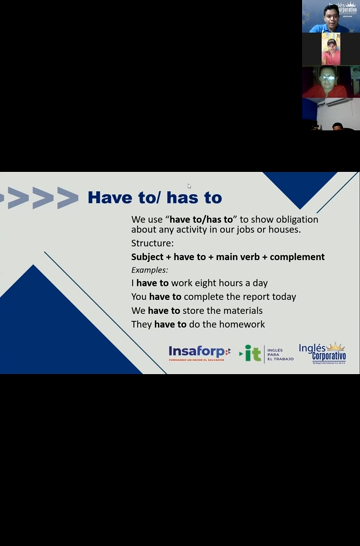 Have to/ has to
We use “have to/has to” to show obligation
about any activity in our jobs or houses.
Structure:
Subject + have to + main verb + complement
Examples:
I have to work eight hours a day
You have to complete the report today
We have to store the materials
They have to do the homework
Insaforp
it
INGLÉS
PARA
EL TRABAJO
Inglés
Corporativo